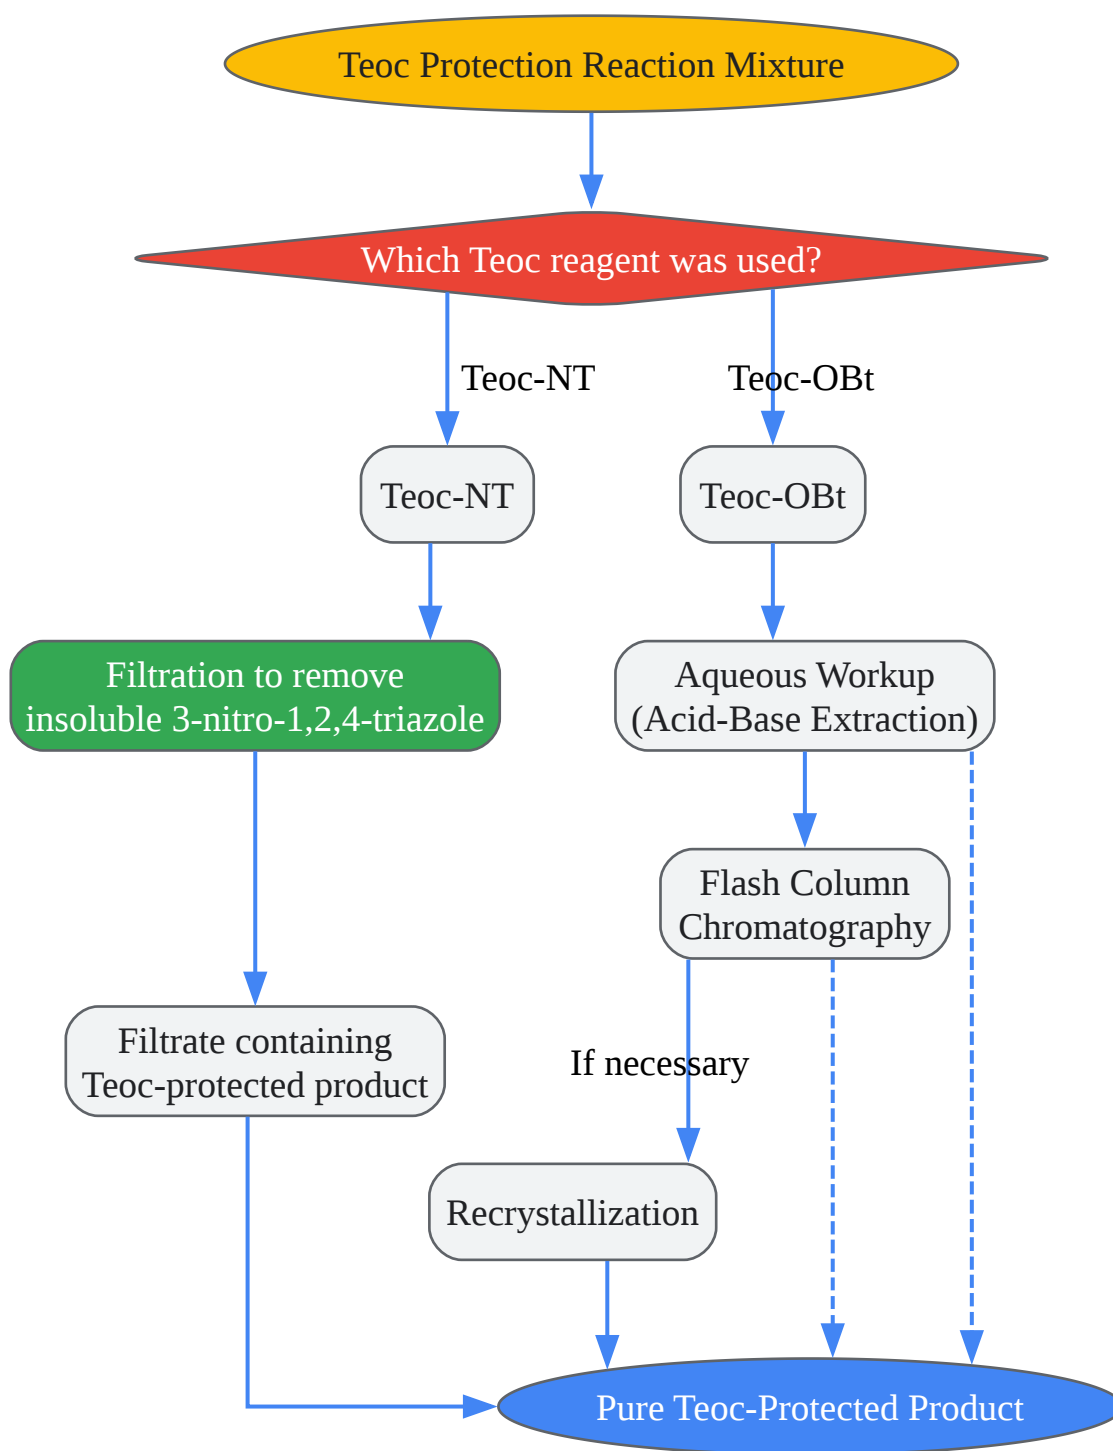 Teoc Protection Reaction Mixture
Which Teoc reagent was used?
Teoc-NT
Teoc-OBt
Teoc-NT
Teoc-OBt
Filtration to remove
insoluble 3-nitro-1,2,4-triazole
Aqueous Workup
(Acid-Base Extraction)
Flash Column
Chromatography
Filtrate containing
Teoc-protected product
If necessary
Recrystallization
Pure Teoc-Protected Product